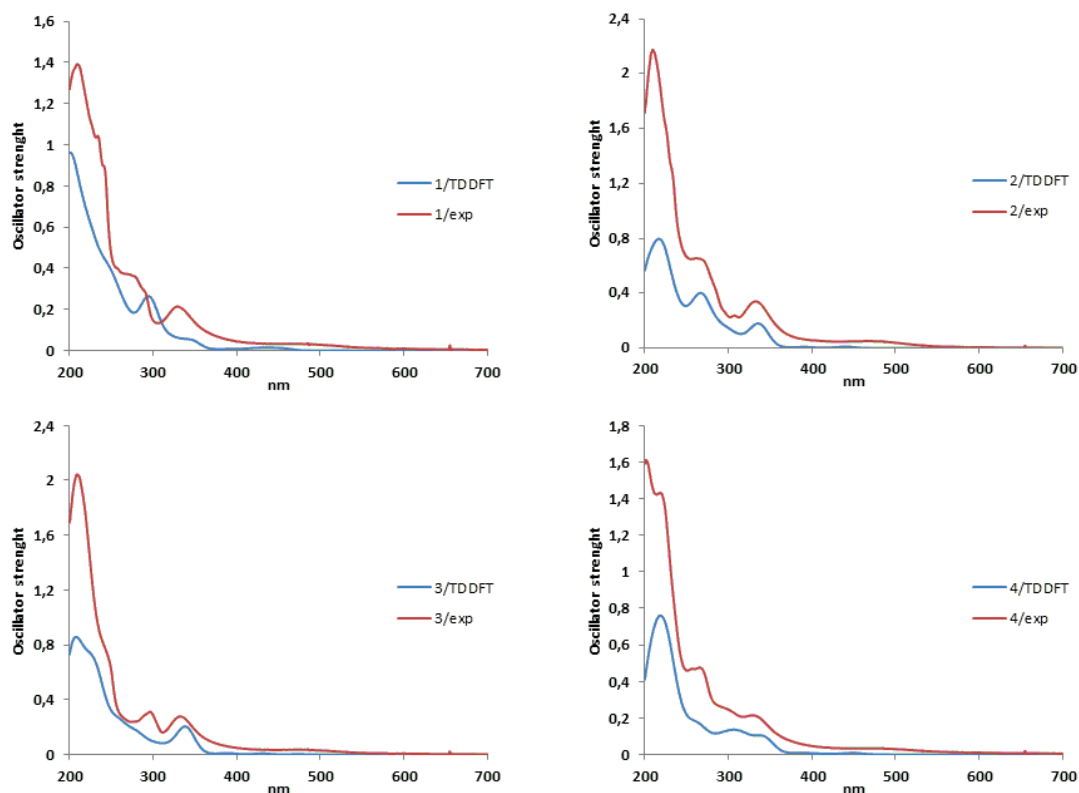 Oscillator strenght
1,6
1,4
1,2
1
0,8
0,6
0,4
0,2
0
200 300 400 500 600 700
nm
1/TDDFT
1/exp
Oscillator strenght
2,4
2
1,6
1,2
0,8
0,4
0
200 300 400 500 600 700
nm
2/TDDFT
2/exp
Oscillator strenght
2,4
2
1,6
1,2
0,8
0,4
0
200 300 400 500 600 700
nm
3/TDDFT
3/exp
Oscillator strenght
1,8
1,6
1,4
1,2
1
0,8
0,6
0,4
0,2
0
200 300 400 500 600 700
nm
4/TDDFT
4/exp